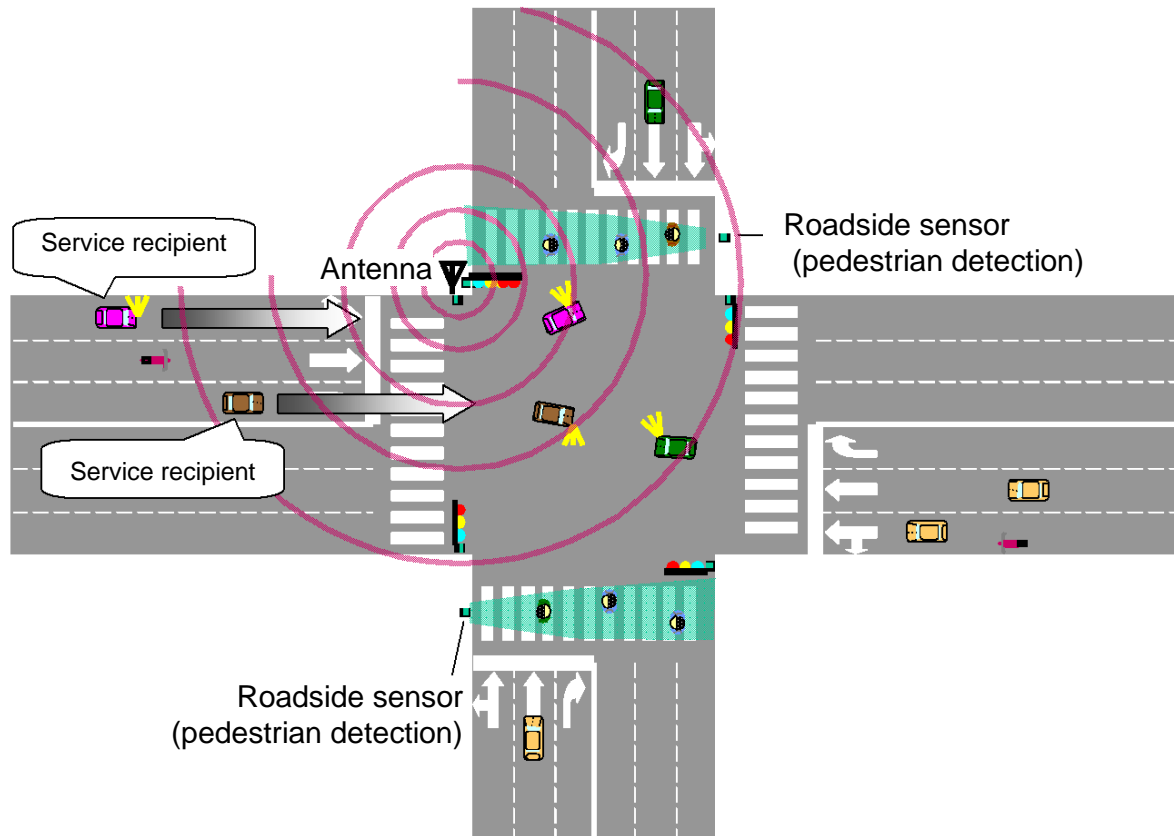 Service recipient
Antenna
Roadside sensor
(pedestrian detection)
Service recipient
Roadside sensor
(pedestrian detection)